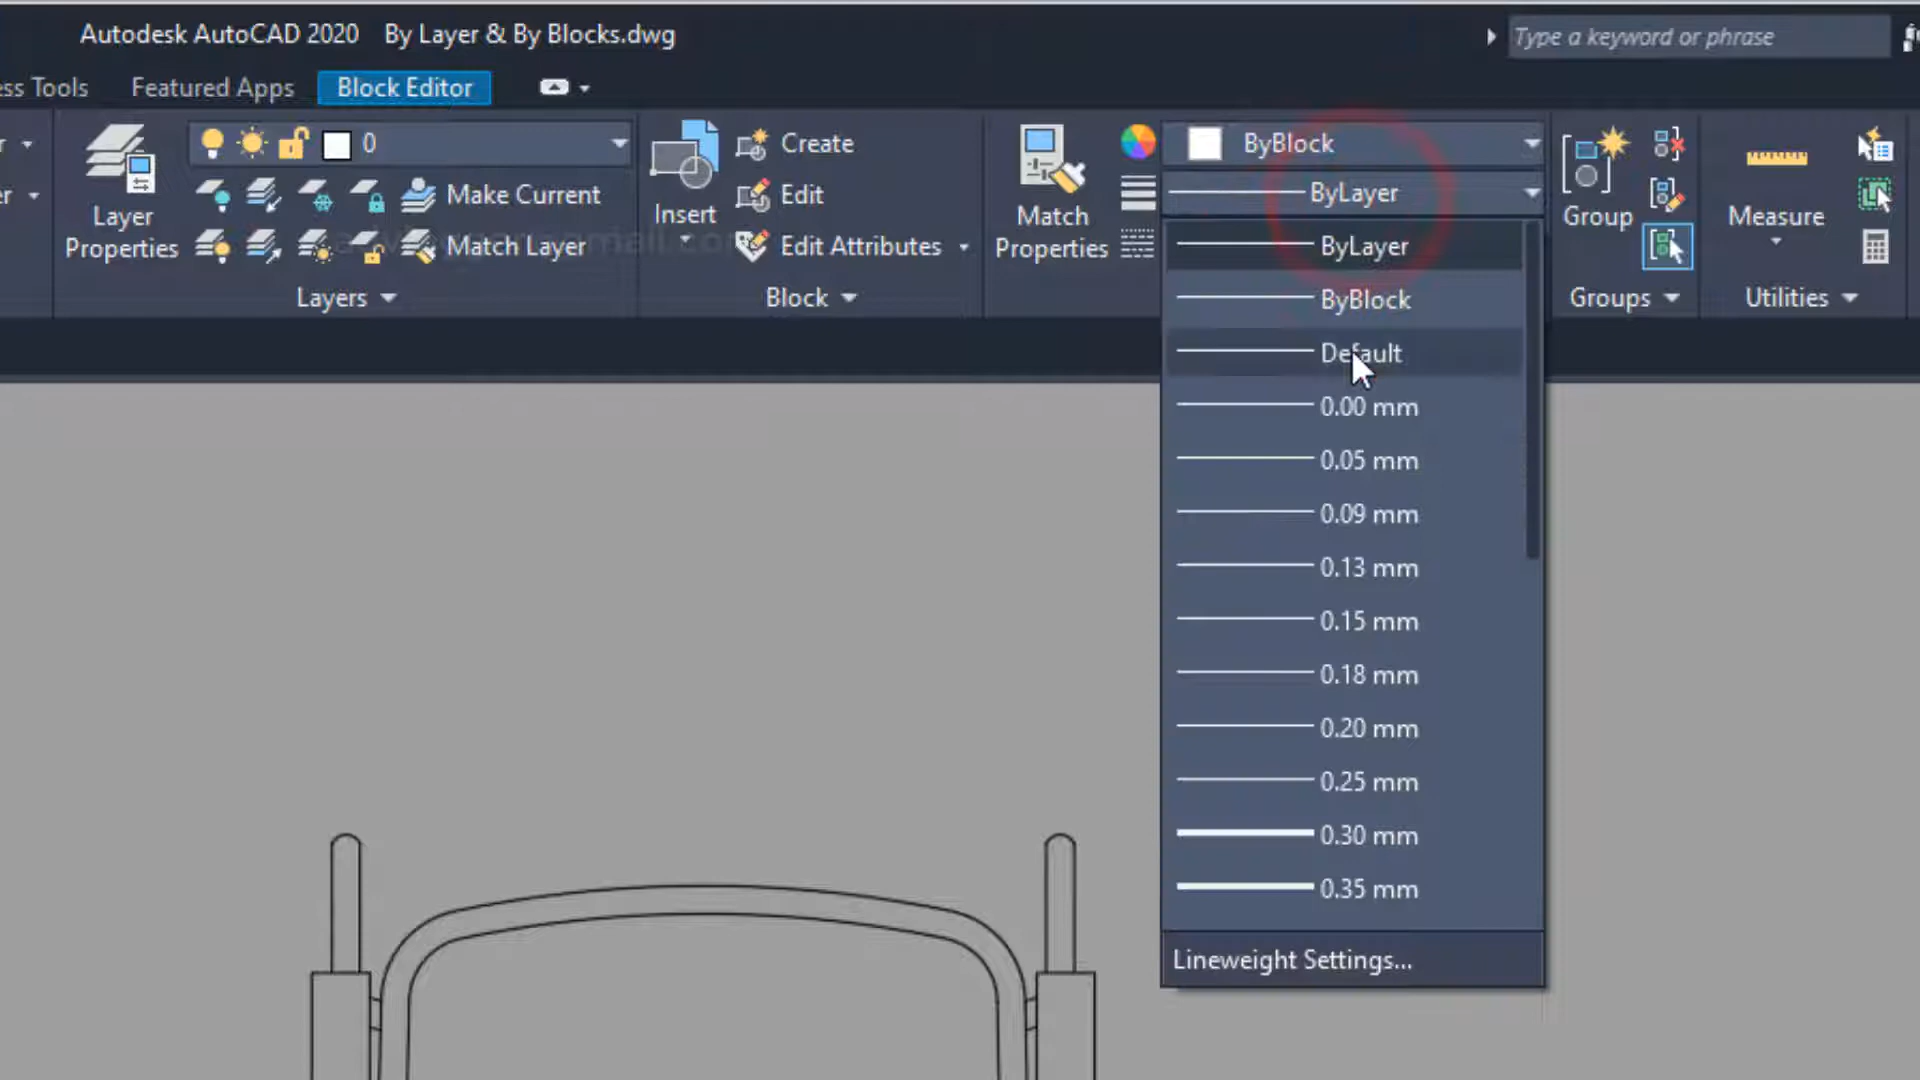 Autodesk AutoCAD 2020 By Layer & By Blocks.dwg
Type a keyword or phrase
ess Tools Featured Apps Block Editor
0
Make Current
Match Layer
Layer
Properties
Layers
Insert
Create
Edit
Edit Attributes
Block
Match
Properties
ByBlock
ByLayer
ByLayer
ByBlock
Default
0.00 mm
0.05 mm
0.09 mm
0.13 mm
0.15 mm
0.18 mm
0.20 mm
0.25 mm
0.30 mm
0.35 mm
Lineweight Settings...
Group
Groups
Measure
Utilities